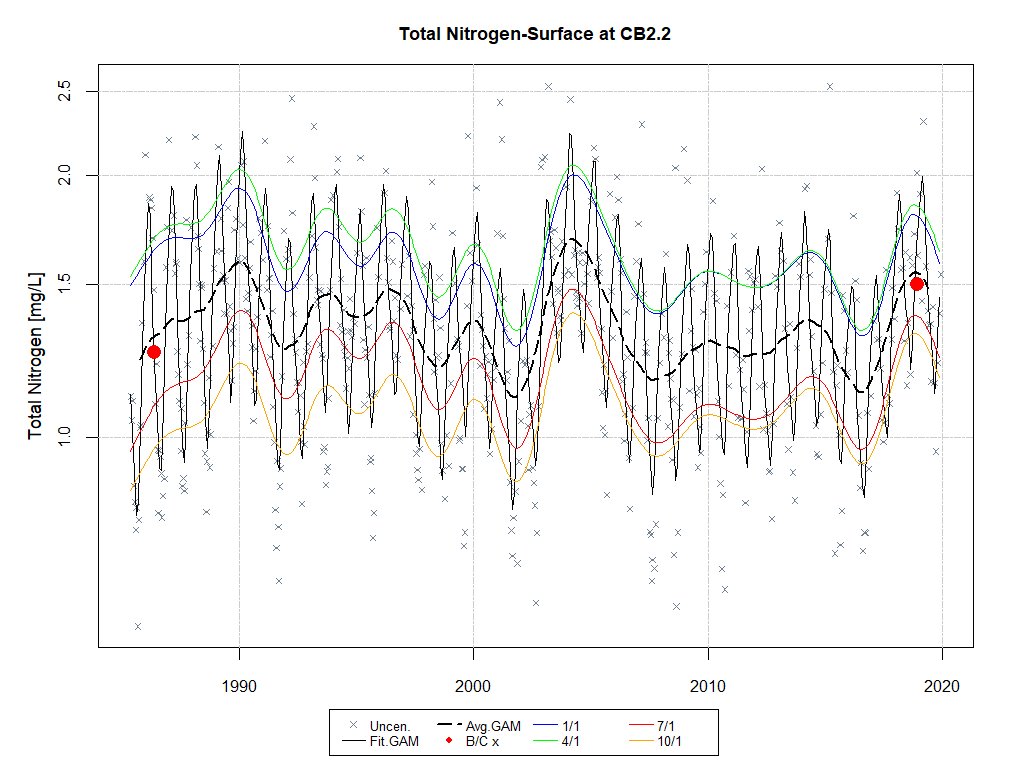 Total Nitrogen-Surface at CB2.2
Total Nitrogen [mg/L]
2.5
2.0
1.5
1.0
1990
2000
2010
2020
Uncen. Avg.GAM 1/1 7/1
Fit.GAM B/C x 4/1 10/1